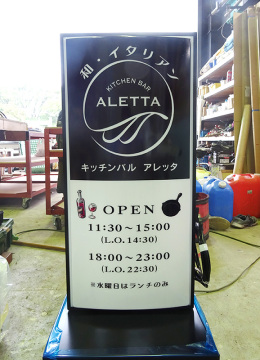 和・イタリアン
KITCHEN BAR
ALETTA
キッチンバル アレッタ
OPEN
11:30～15:00
(L.O.14:30)
18:00～23:00
(L.O.22:30)
※水曜日はランチのみ